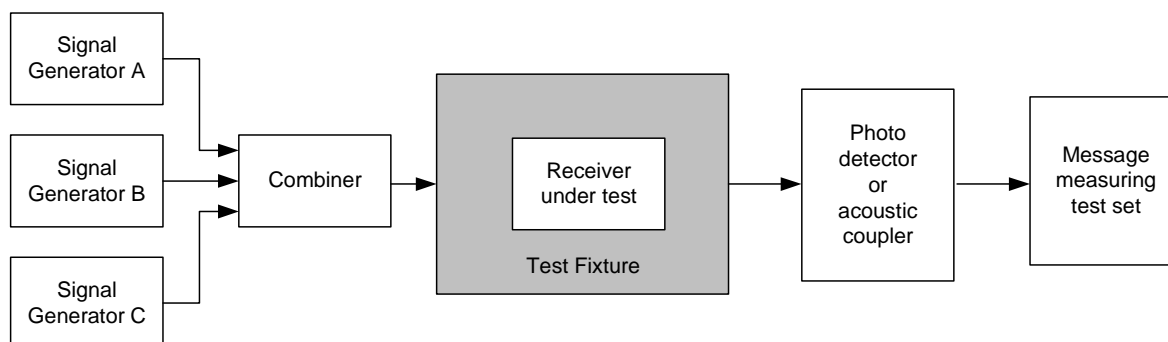 Signal
Generator A
Signal
Generator B
Signal
Generator C
Combiner
Receiver
under test
Test Fixture
Photo
detector
or
acoustic
coupler
Message
measuring
test set